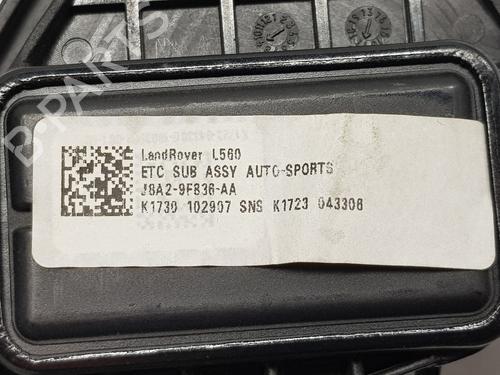 B-PARTS
LandRover L560
ETC SUB ASSY AUTO-SPORTS
J8A2-9F836-AA
K1730 102907 SNS K1723 043308